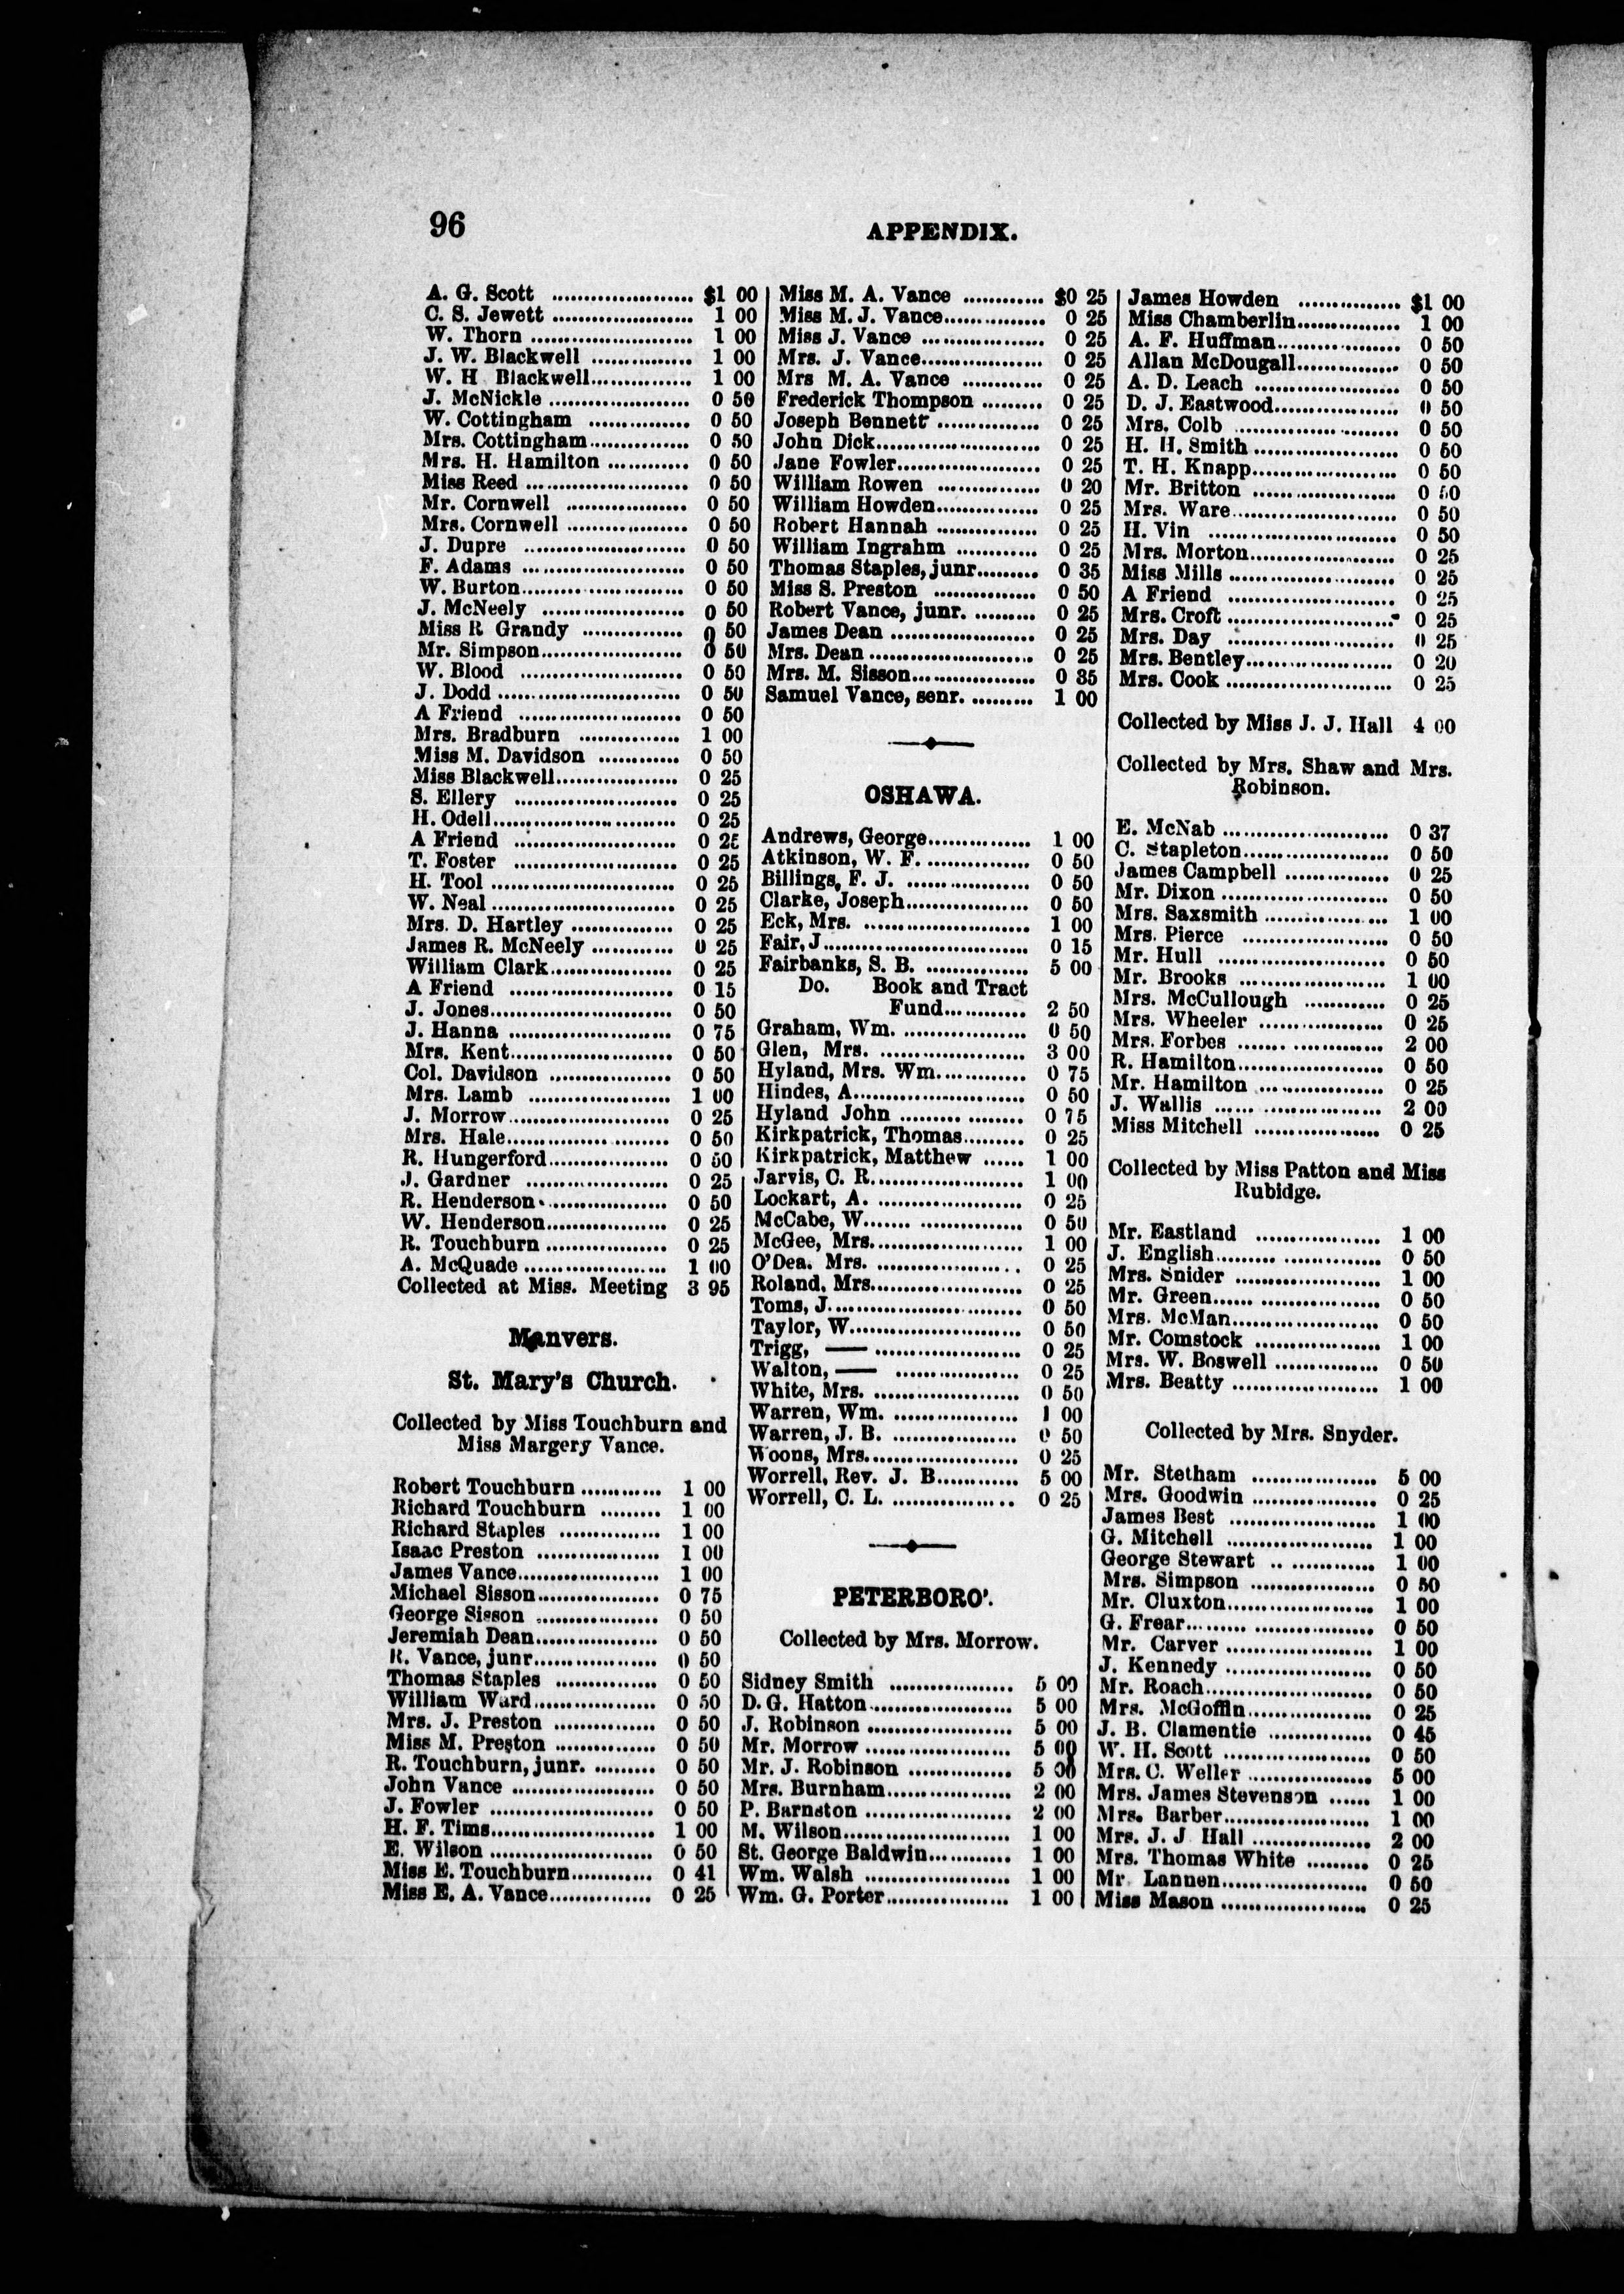 96
APPENDIX.
A. G. Scott ...................... $1 00
C. S. Jewett ...................... 1 00
W. Thorn ......................... 1 00
J. W. Blackwell ................ 1 00
W. H Blackwell................ 1 00
J. McNickle ...................... 0 50
W. Cottingham ................ 0 50
Mrs. Cottingham............... 0 50
Mrs. H. Hamilton ............ 0 50
Miss Reed ........................ 0 50
Mr. Cornwell .................. 0 50
Mrs. Cornwell .................. 0 50
J. Dupre ........................ 0 50
F. Adams ........................ 0 50
W. Burton........................ 0 50
J. McNeely ...................... 0 50
Miss R Grandy ............... 0 50
Mr. Simpson..................... 0 50
W. Blood ........................ 0 50
J. Dodd ........................... 0 50
A Friend ........................ 0 50
Mrs. Bradburn ............... 1 00
Miss M. Davidson ............ 0 50
Miss Blackwell.................. 0 25
S. Ellery ........................ 0 25
H. Odell........................... 0 25
A Friend ........................ 0 25
T. Foster ........................ 0 25
H. Tool ........................... 0 25
W. Neal ........................... 0 25
Mrs. D. Hartley ............... 0 25
James R. McNeely ............ 0 25
William Clark.................. 0 25
A Friend ........................ 0 15
J. Jones........................... 0 50
J. Hanna ........................ 0 75
Mrs. Kent........................ 0 50
Col. Davidson .................. 0 50
Mrs. Lamb ..................... 1 00
J. Morrow........................ 0 25
Mrs. Hale........................ 0 50
R. Hungerford.................. 0 50
J. Gardner ..................... 0 25
R. Henderson.................. 0 50
W. Henderson.................. 0 25
R. Touchburn .................. 0 25
A. McQuade ..................... 1 00
Collected at Miss. Meeting 3 95
Manvers.
St. Mary's Church.
Collected by Miss Touchburn and
Miss Margery Vance.
Robert Touchburn ............ 1 00
Richard Touchburn ......... 1 00
Richard Staples ............... 1 00
Isaac Preston .................. 1 00
James Vance..................... 1 00
Michael Sisson.................. 0 75
George Sisson .................. 0 50
Jeremiah Dean.................. 0 50
R. Vance, junr.................. 0 50
Thomas Staples ............... 0 50
William Ward.................. 0 50
Mrs. J. Preston ............... 0 50
Miss M. Preston ............... 0 50
R. Touchburn, junr. ......... 0 50
John Vance ..................... 0 50
J. Fowler ........................ 0 50
H. F. Tims........................ 1 00
E. Wilson ........................ 0 50
Miss E. Touchburn............ 0 41
Miss E. A. Vance............... 0 25
Miss M. A. Vance ............ $0 25
Miss M. J. Vance............... 0 25
Miss J. Vance .................. 0 25
Mrs. J. Vance.................. 0 25
Mrs M. A. Vance ............ 0 25
Frederick Thompson ......... 0 25
Joseph Bennett ............... 0 25
John Dick........................ 0 25
Jane Fowler..................... 0 25
William Rowen ............... 0 20
William Howden............... 0 25
Robert Hannah ............... 0 25
William Ingrahm ............ 0 25
Thomas Staples, junr......... 0 35
Miss S. Preston ............... 0 50
Robert Vance, junr. ......... 0 25
James Dean ..................... 0 25
Mrs. Dean ........................ 0 25
Mrs. M. Sisson.................. 0 35
Samuel Vance, senr. ......... 1 00
OSHAWA.
Andrews, George............... 1 00
Atkinson, W. F. ............... 0 50
Billings, F. J. .................. 0 50
Clarke, Joseph.................. 0 50
Eck, Mrs. ........................ 1 00
Fair, J.............................. 0 15
Fairbanks, S. B. ............... 5 00
Do. Book and Tract
Fund............ 2 50
Graham, Wm. .................. 0 50
Glen, Mrs. ..................... 3 00
Hyland, Mrs. Wm............. 0 75
Hindes, A........................ 0 50
Hyland John .................. 0 75
Kirkpatrick, Thomas......... 0 25
Kirkpatrick, Matthew ...... 1 00
Jarvis, C. R..................... 1 00
Lockart, A. ..................... 0 25
McCabe, W..................... 0 50
McGee, Mrs..................... 1 00
O'Dea. Mrs. ..................... 0 25
Roland, Mrs..................... 0 25
Toms, J........................... 0 50
Taylor, W........................ 0 50
Trigg, —— ..................... 0 25
Walton, —— .................. 0 25
White, Mrs. ..................... 0 50
Warren, Wm. .................. 1 00
Warren, J. B. .................. 0 50
Woons, Mrs..................... 0 25
Worrell, Rev. J. B............ 5 00
Worrell, C. L. .................. 0 25
PETERBORO'.
Collected by Mrs. Morrow.
Sidney Smith .................. 5 00
D. G. Hatton..................... 5 00
J. Robinson ..................... 5 00
Mr. Morrow ..................... 5 00
Mr. J. Robinson ............... 5 00
Mrs. Burnham.................. 2 00
P. Barnston ..................... 2 00
M. Wilson........................ 1 00
St. George Baldwin............ 1 00
Wm. Walsh ..................... 1 00
Wm. G. Porter.................. 1 00
James Howden ............... $1 00
Miss Chamberlin............... 1 00
A. F. Huffman.................. 0 50
Allan McDougall............... 0 50
A. D. Leach ..................... 0 50
D. J. Eastwood.................. 0 50
Mrs. Colb ........................ 0 50
H. H. Smith ..................... 0 50
T. H. Knapp..................... 0 50
Mr. Britton ..................... 0 50
Mrs. Ware........................ 0 50
H. Vin ........................... 0 50
Mrs. Morton..................... 0 25
Miss Mills ........................ 0 25
A Friend ........................ 0 25
Mrs. Croft ........................ 0 25
Mrs. Day ........................ 0 25
Mrs. Bentley..................... 0 20
Mrs. Cook ........................ 0 25
Collected by Miss J. J. Hall 4 00
Collected by Mrs. Shaw and Mrs.
Robinson.
E. McNab ........................ 0 37
C. Stapleton..................... 0 50
James Campbell ............... 0 25
Mr. Dixon ........................ 0 50
Mrs. Saxsmith .................. 1 00
Mrs. Pierce ..................... 0 50
Mr. Hull ........................ 0 50
Mr. Brooks ..................... 1 00
Mrs. McCullough ............ 0 25
Mrs. Wheeler .................. 0 25
Mrs. Forbes ..................... 2 00
R. Hamilton..................... 0 50
Mr. Hamilton .................. 0 25
J. Wallis ........................ 2 00
Miss Mitchell .................. 0 25
Collected by Miss Patton and Miss
Rubidge.
Mr. Eastland .................. 1 00
J. English........................ 0 50
Mrs. Snider ..................... 1 00
Mr. Green........................ 0 50
Mrs. McMan..................... 0 50
Mr. Comstock .................. 1 00
Mrs. W. Boswell ............... 0 50
Mrs. Beatty ..................... 1 00
Collected by Mrs. Snyder.
Mr. Stetham .................. 5 00
Mrs. Goodwin .................. 0 25
James Best ..................... 1 00
G. Mitchell ..................... 1 00
George Stewart ............... 1 00
Mrs. Simpson .................. 0 50
Mr. Cluxton..................... 1 00
G. Frear........................... 0 50
Mr. Carver ..................... 1 00
J. Kennedy ..................... 0 50
Mr. Roach........................ 0 50
Mrs. McGoffin.................. 0 25
J. B. Clamentie ............... 0 45
W. H. Scott ..................... 0 50
Mrs. C. Weller .................. 5 00
Mrs. James Stevenson ...... 1 00
Mrs. Barber..................... 1 00
Mrs. J. J Hall .................. 2 00
Mrs. Thomas White ......... 0 25
Mr Lannen..................... 0 50
Miss Mason ..................... 0 25